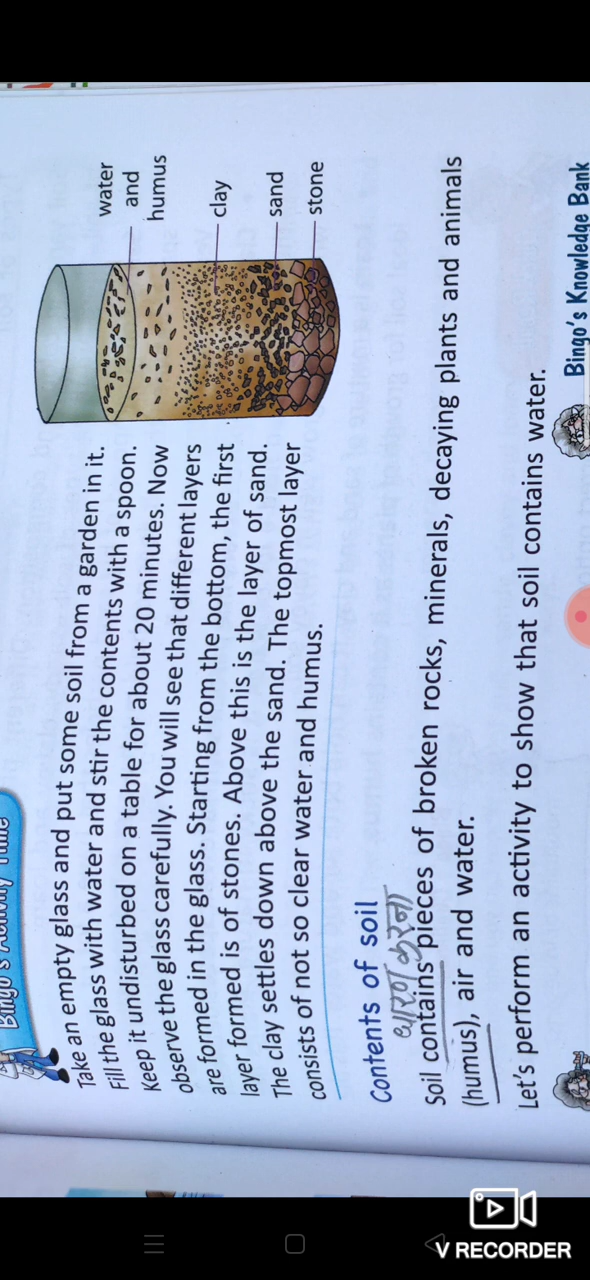 Bingo's Activity Time
Take an empty glass and put some soil from a garden in it.
Fill the glass with water and stir the contents with a spoon.
Keep it undisturbed on a table for about 20 minutes. Now
observe the glass carefully. You will see that different layers
are formed in the glass. Starting from the bottom, the first
layer formed is of stones. Above this is the layer of sand.
The clay settles down above the sand. The topmost layer
consists of not so clear water and humus.
water
and
humus
clay
sand
stone
Contents of soil
धारण करना
Soil contains pieces of broken rocks, minerals, decaying plants and animals
(humus), air and water.
Let's perform an activity to show that soil contains water.
Bingo's Knowledge Bank
V RECORDER